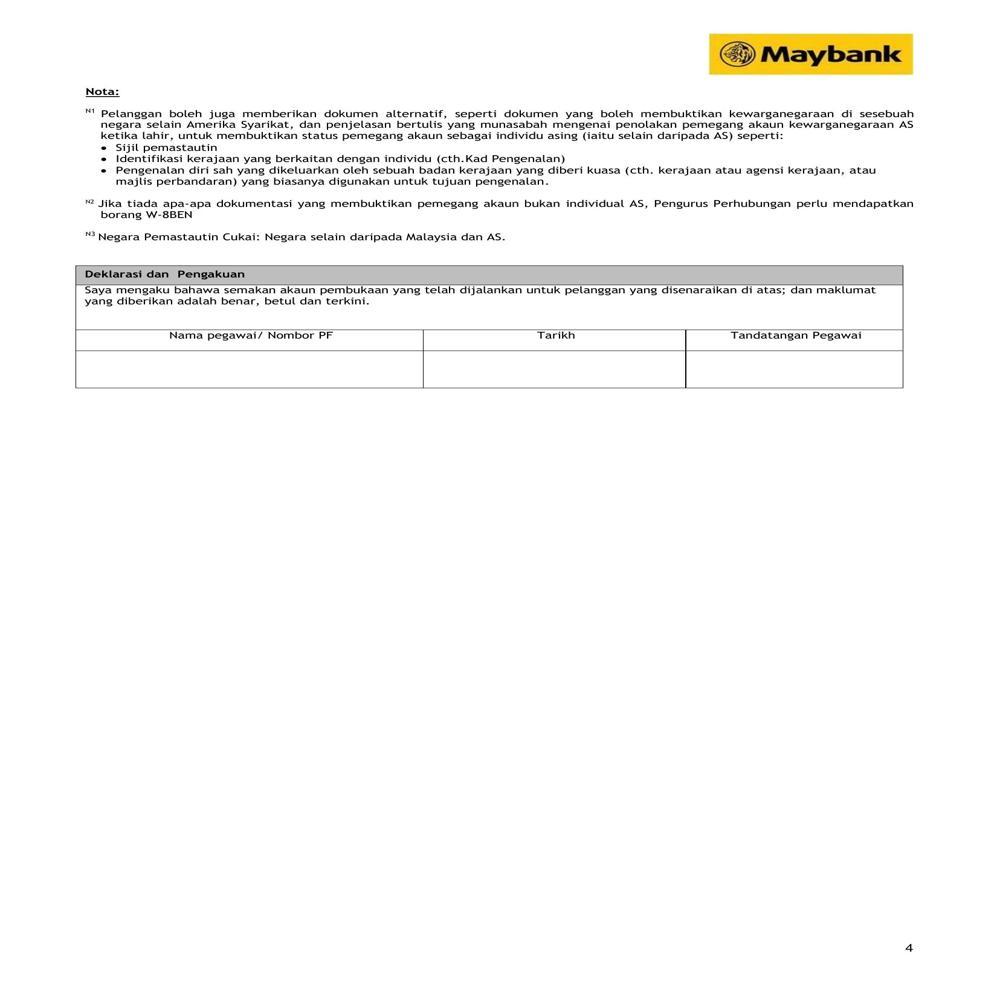 Maybank
Nota:
N1 Pelanggan boleh juga memberikan dokumen alternatif, seperti dokumen yang boleh membuktikan kewarganegaraan di sesebuah
negara selain Amerika Syarikat, dan penjelasan bertulis yang munasabah mengenai penolakan pemegang akaun kewarganegaraan AS
ketika lahir, untuk membuktikan status pemegang akaun sebagai individu asing (iaitu selain daripada AS) seperti:
• Sijil pemastautin
• Identifikasi kerajaan yang berkaitan dengan individu (cth.Kad Pengenalan)
• Pengenalan diri sah yang dikeluarkan oleh sebuah badan kerajaan yang diberi kuasa (cth. kerajaan atau agensi kerajaan, atau
majlis perbandaran) yang biasanya digunakan untuk tujuan pengenalan.
N2 Jika tiada apa-apa dokumentasi yang membuktikan pemegang akaun bukan individual AS, Pengurus Perhubungan perlu mendapatkan
borang W-8BEN
N3 Negara Pemastautin Cukai: Negara selain daripada Malaysia dan AS.
Deklarasi dan Pengakuan
Saya mengaku bahawa semakan akaun pembukaan yang telah dijalankan untuk pelanggan yang disenaraikan di atas; dan maklumat
yang diberikan adalah benar, betul dan terkini.
Nama pegawai/ Nombor PF
Tarikh
Tandatangan Pegawai
4